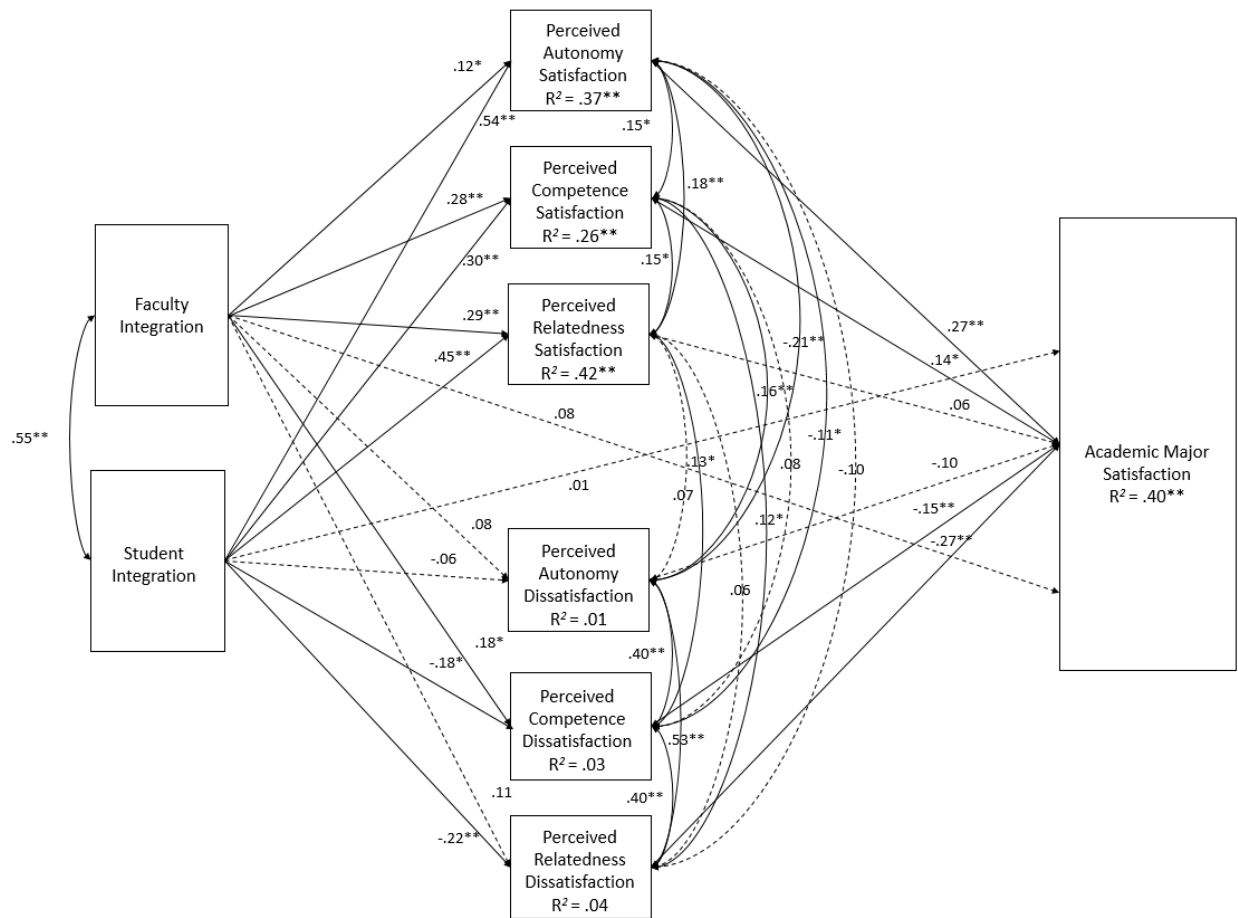 Perceived
Autonomy
Satisfaction
R² = .37**
.12*
.54**
.15*
Perceived
Competence
Satisfaction
R² = .26**
.28**
.18**
.30**
.15*
Faculty
Integration
Perceived
Relatedness
Satisfaction
R² = .42**
.29**
.45**
.27**
-.21**
.14*
.16**
.06
.08
-.11*
.55**
.13*
.08
-.10
-.10
Academic Major
Satisfaction
R² = .40**
.01
.07
.12*
-.15**
-.27**
Student
Integration
.08
-.06
Perceived
Autonomy
Dissatisfaction
R² = .01
.06
.18*
-.18*
.40**
Perceived
Competence
Dissatisfaction
R² = .03
.53**
.11
.40**
-.22**
Perceived
Relatedness
Dissatisfaction
R² = .04